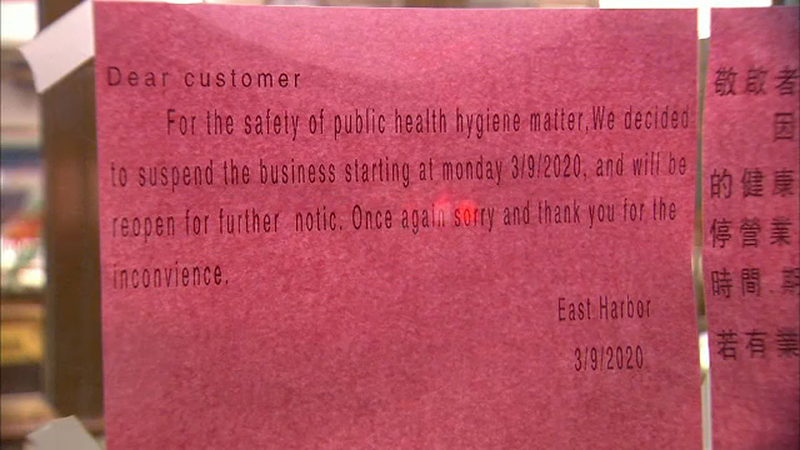 Dear customer
For the safety of public health hygiene matter,We decided
to suspend the business starting at monday 3/9/2020, and will be
reopen for further notic. Once again sorry and thank you for the
inconvience.
East Harbor
3/9/2020
敬啟者
因
的健康
停營業
時間.期
若有業